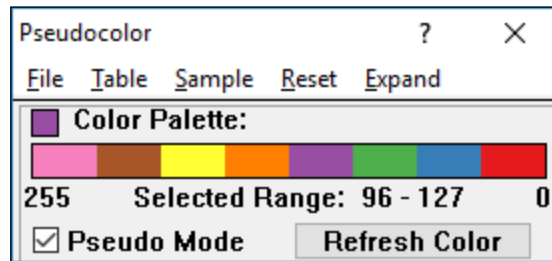 Pseudocolor ?
File Table Sample Reset Expand
Color Palette:
255 Selected Range: 96 - 127 0
Pseudo Mode Refresh Color